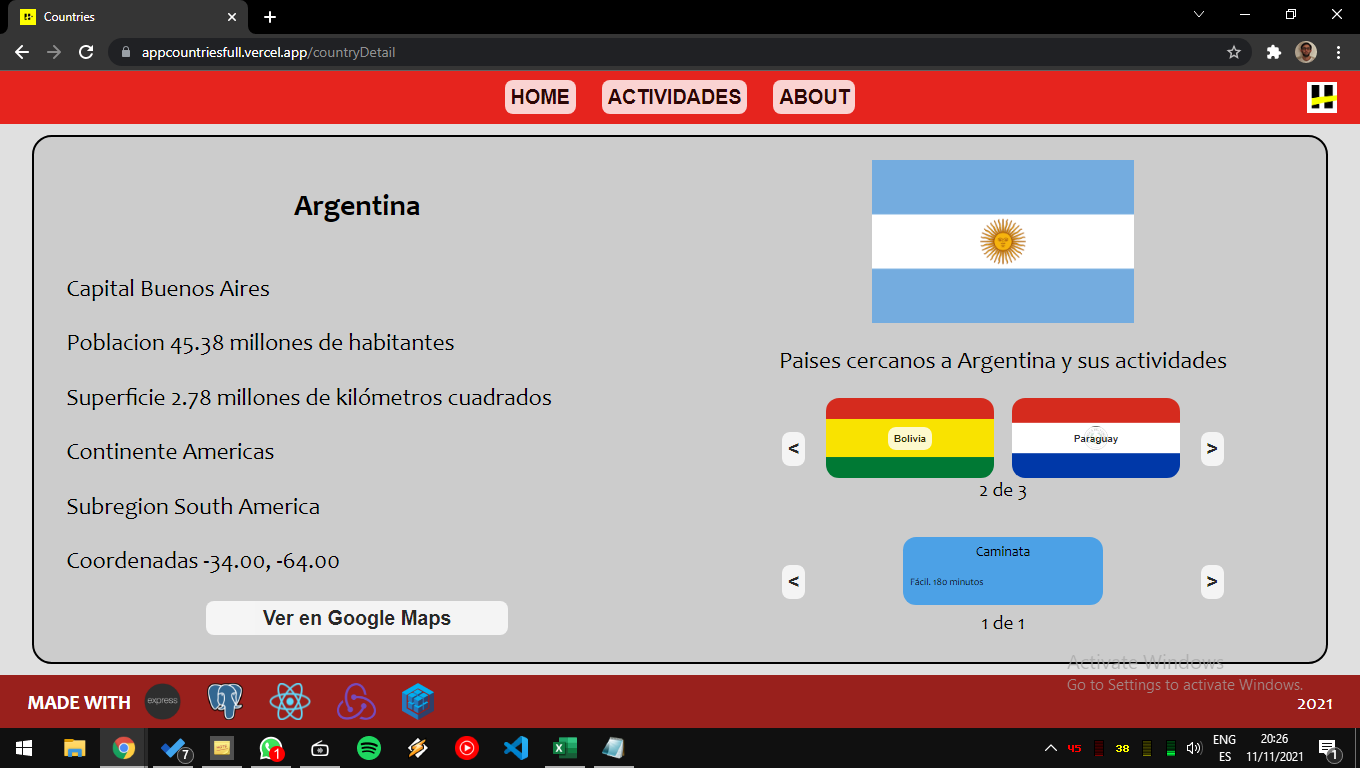 Countries
appcountriesfull.vercel.app/countryDetail
HOME ACTIVIDADES ABOUT
Argentina
Capital Buenos Aires
Poblacion 45.38 millones de habitantes
Superficie 2.78 millones de kilómetros cuadrados
Continente Americas
Subregion South America
Coordenadas -34.00, -64.00
Ver en Google Maps
Paises cercanos a Argentina y sus actividades
< Bolivia Paraguay >
2 de 3
Caminata
< Fácil. 180 minutos >
1 de 1
Activate Windows
Go to Settings to activate Windows.
MADE WITH express
2021
7 1 45 38 ENG 20:26 1
ES 11/11/2021